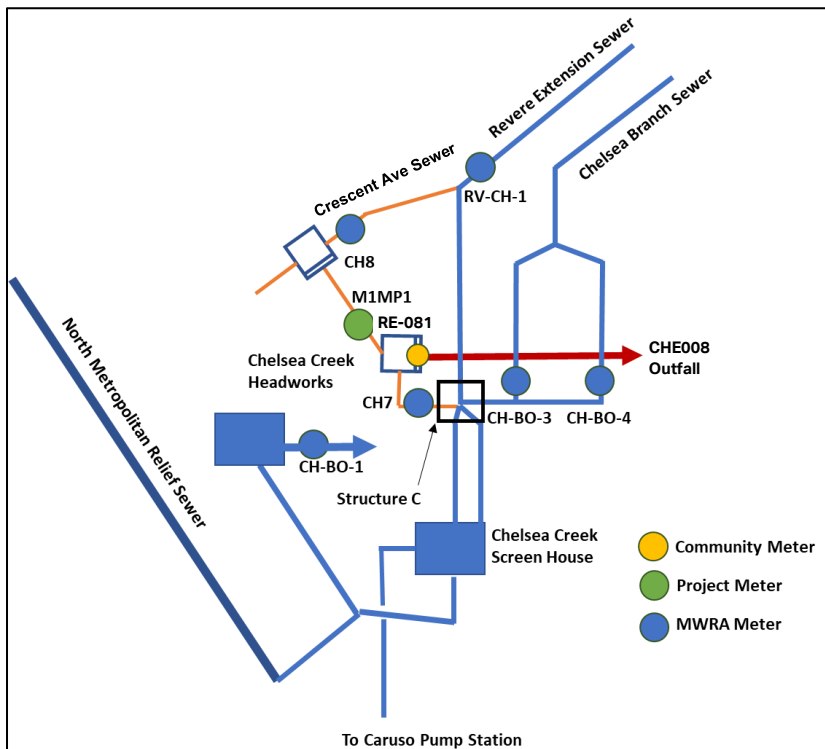 Revere Extension Sewer
Chelsea Branch Sewer
Crescent Ave Sewer
RV-CH-1
CH8
M1MP1
RE-081
North Metropolitan Relief Sewer
Chelsea Creek
Headworks
CHE008
Outfall
CH7
CH-BO-3
CH-BO-4
CH-BO-1
Structure C
Chelsea Creek
Screen House
Community Meter
Project Meter
MWRA Meter
To Caruso Pump Station